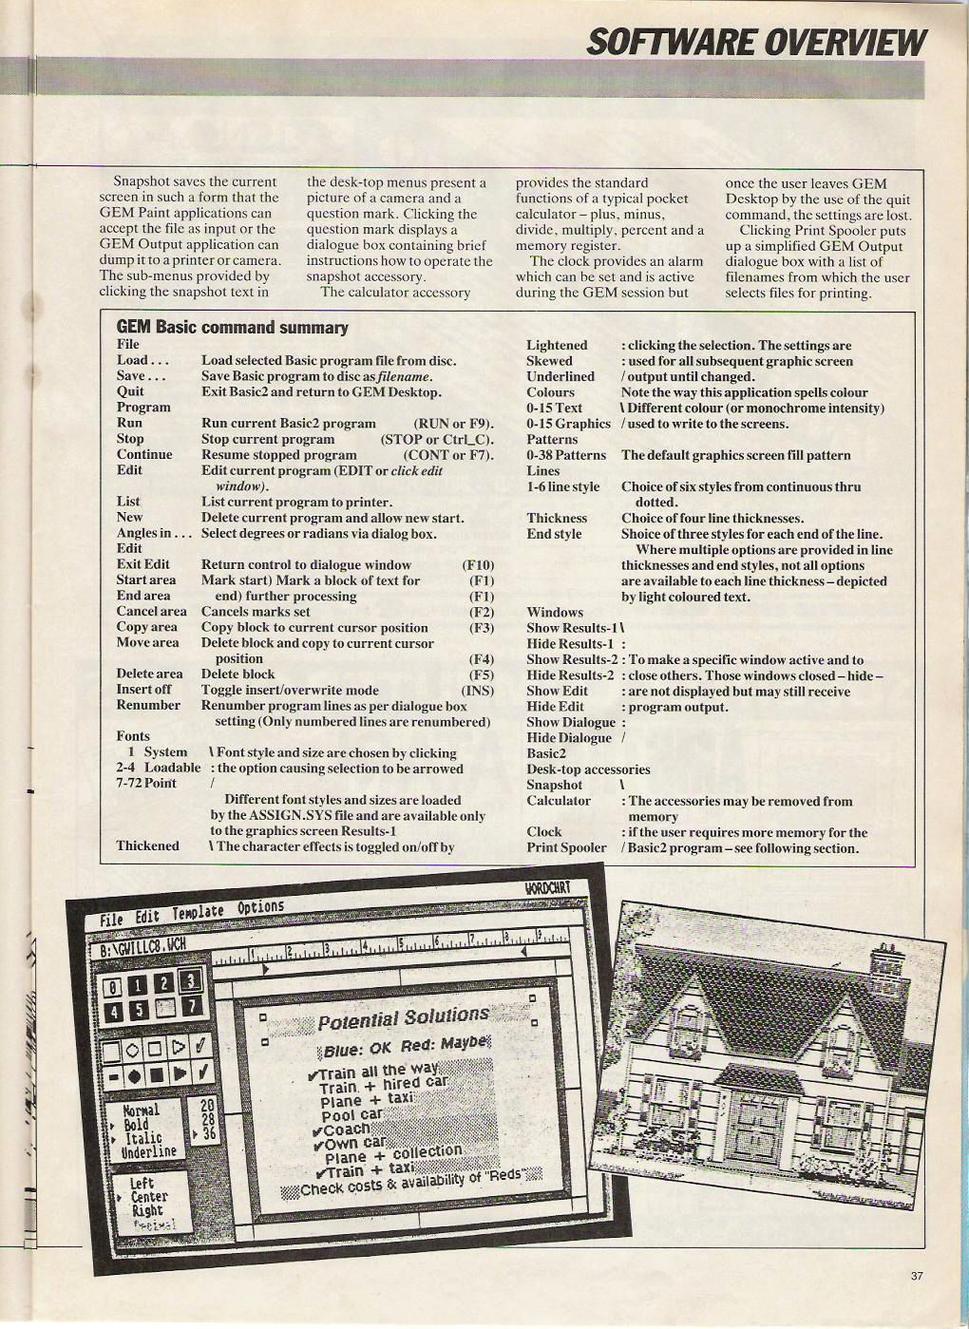 SOFTWARE OVERVIEW
Snapshot saves the current
screen in such a form that the
GEM Paint applications can
accept the file as input or the
GEM Output application can
dump it to a printer or camera.
The sub-menus provided by
clicking the snapshot text in
the desk-top menus present a
picture of a camera and a
question mark. Clicking the
question mark displays a
dialogue box containing brief
instructions how to operate the
snapshot accessory.
The calculator accessory
provides the standard
functions of a typical pocket
calculator – plus, minus,
divide, multiply, percent and a
memory register.
The clock provides an alarm
which can be set and is active
during the GEM session but
once the user leaves GEM
Desktop by the use of the quit
command, the settings are lost.
Clicking Print Spooler puts
up a simplified GEM Output
dialogue box with a list of
filenames from which the user
selects files for printing.
GEM Basic command summary
File
Load . . . Load selected Basic program file from disc.
Save . . . Save Basic program to disc as filename.
Quit Exit Basic2 and return to GEM Desktop.
Program
Run Run current Basic2 program (RUN or F9).
Stop Stop current program (STOP or Ctrl_C).
Continue Resume stopped program (CONT or F7).
Edit Edit current program (EDIT or click edit
window).
List List current program to printer.
New Delete current program and allow new start.
Angles in . . . Select degrees or radians via dialog box.
Edit
Exit Edit Return control to dialogue window (F10)
Start area Mark start) Mark a block of text for (F1)
End area end) further processing (F1)
Cancel area Cancels marks set (F2)
Copy area Copy block to current cursor position (F3)
Move area Delete block and copy to current cursor
position (F4)
Delete area Delete block (F5)
Insert off Toggle insert/overwrite mode (INS)
Renumber Renumber program lines as per dialogue box
setting (Only numbered lines are renumbered)
Fonts
1 System \ Font style and size are chosen by clicking
2-4 Loadable : the option causing selection to be arrowed
7-72 Point /
Different font styles and sizes are loaded
by the ASSIGN.SYS file and are available only
to the graphics screen Results-1
Thickened \ The character effects is toggled on/off by
Lightened : clicking the selection. The settings are
Skewed : used for all subsequent graphic screen
Underlined / output until changed.
Colours Note the way this application spells colour
0-15 Text \ Different colour (or monochrome intensity)
0-15 Graphics / used to write to the screens.
Patterns
0-38 Patterns The default graphics screen fill pattern
Lines
1-6 line style Choice of six styles from continuous thru
dotted.
Thickness Choice of four line thicknesses.
End style Shoice of three styles for each end of the line.
Where multiple options are provided in line
thicknesses and end styles, not all options
are available to each line thickness – depicted
by light coloured text.
Windows
Show Results-1 \
Hide Results-1 :
Show Results-2 : To make a specific window active and to
Hide Results-2 : close others. Those windows closed – hide –
Show Edit : are not displayed but may still receive
Hide Edit : program output.
Show Dialogue :
Hide Dialogue /
Basic2
Desk-top accessories
Snapshot \
Calculator : The accessories may be removed from
memory
Clock : if the user requires more memory for the
Print Spooler / Basic2 program – see following section.
File Edit Template Options WORDCHRT
B:\GWILLC8.WCH
1 2 3 4 5 6 7 8 9
0 1 2 3
4 5 7
Normal 20
Bold 28
Italic 36
Underline
Left
Center
Right
Decimal
Potential Solutions
Blue: OK Red: Maybe
Train all the way
Train + hired car
Plane + taxi
Pool car
Coach
Own car
Plane + collection
Train + taxi
Check costs & availability of "Reds"
37